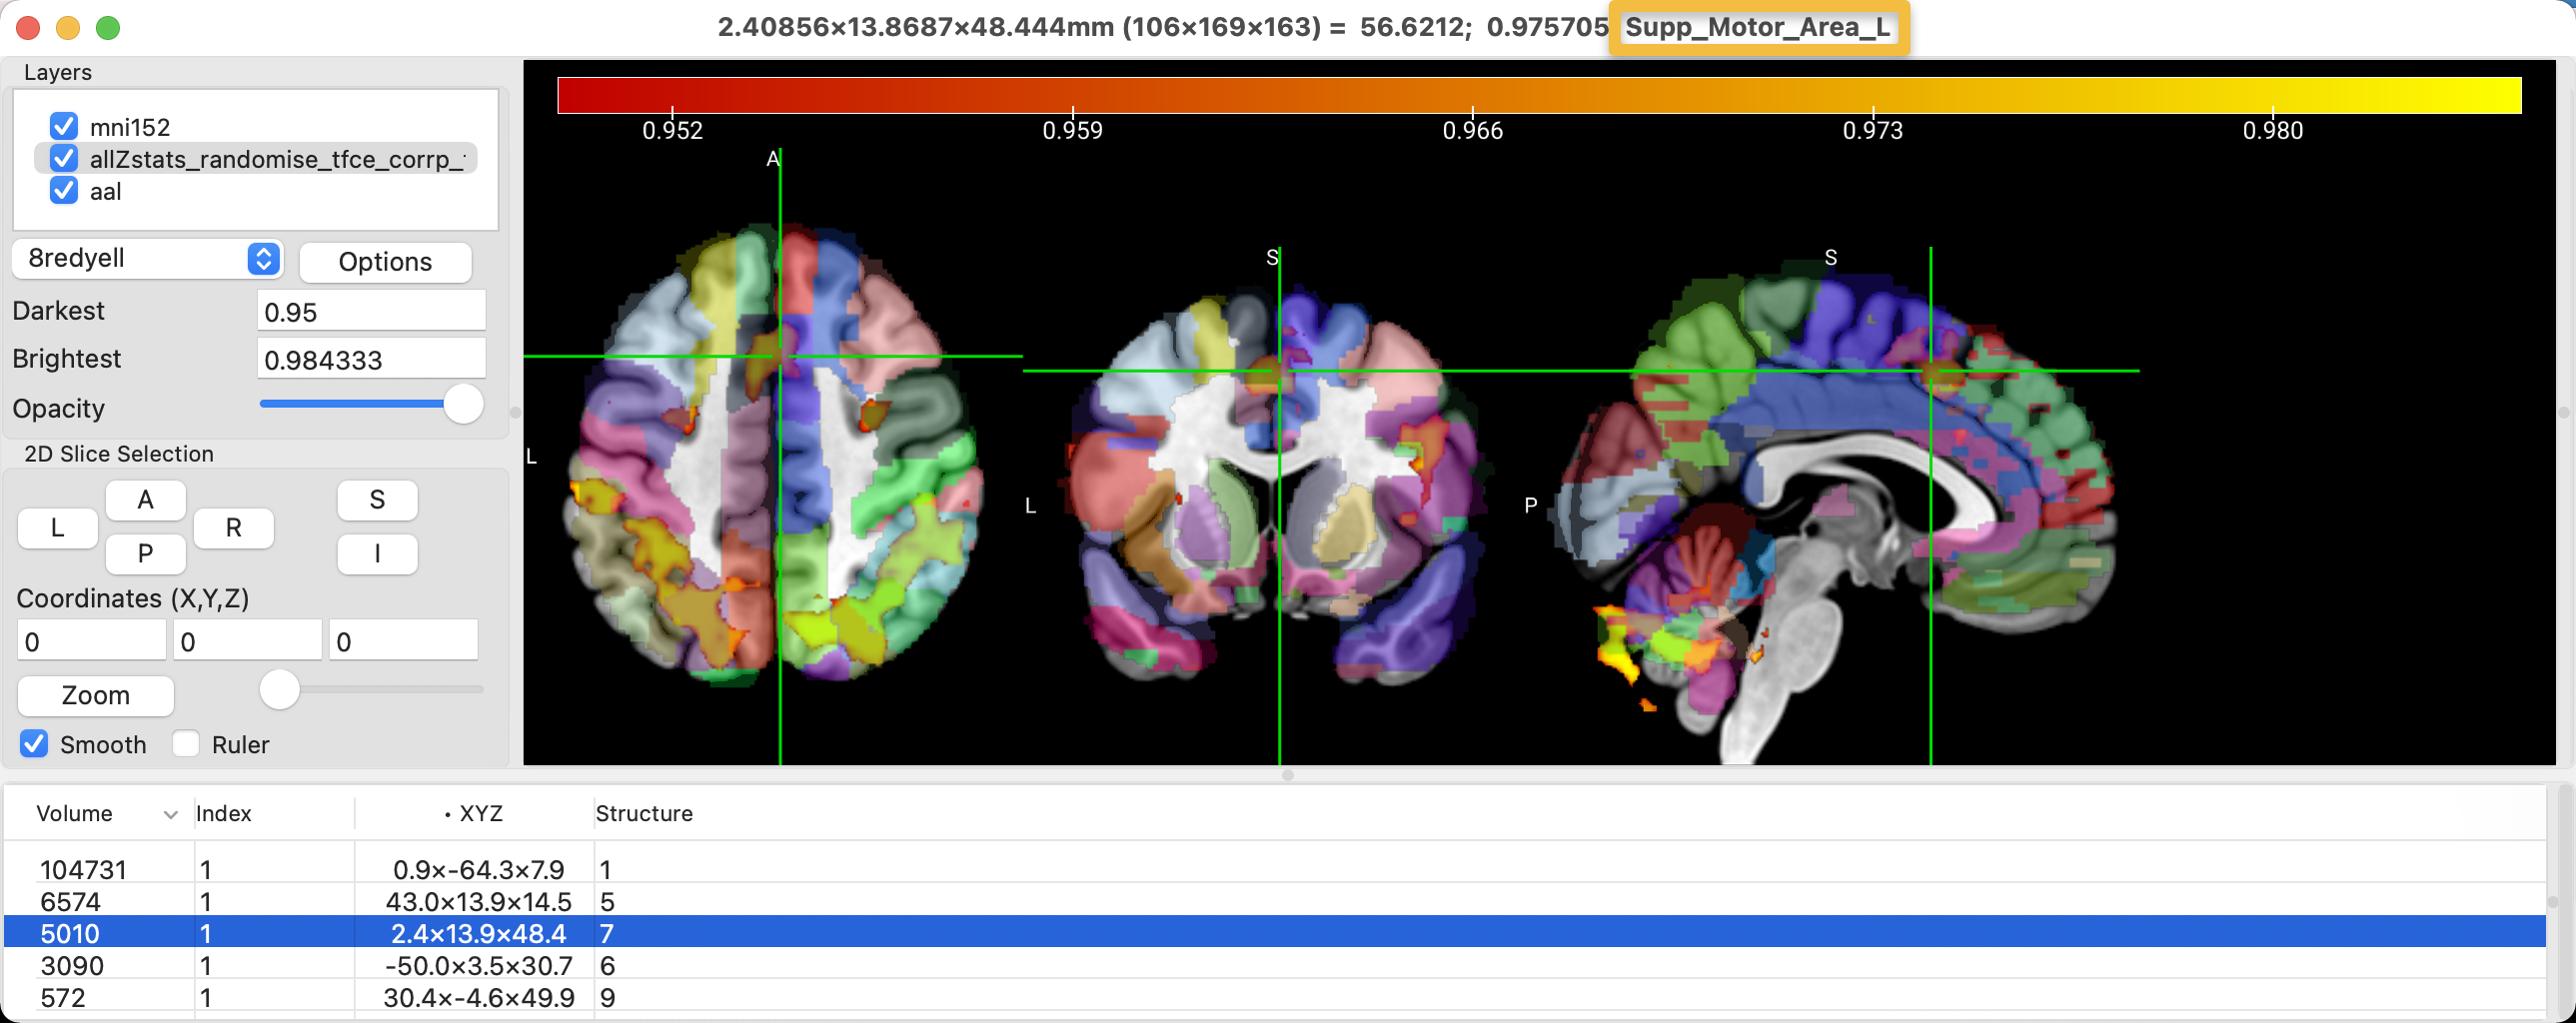 2.40856×13.8687×48.444mm (106×169×163) = 56.6212; 0.975705 Supp_Motor_Area_L
Layers
mni152
allZstats_randomise_tfce_corrp_
aal
8redyell
Options
Darkest
0.95
Brightest
0.984333
Opacity
2D Slice Selection
A
S
L
R
P
I
Coordinates (X,Y,Z)
0
0
0
Zoom
Smooth
Ruler
0.952
0.959
0.966
0.973
0.980
A
S
S
L
L
P
Volume
Index
• XYZ
Structure
104731 1 0.9×-64.3×7.9 1
6574 1 43.0×13.9×14.5 5
5010 1 2.4×13.9×48.4 7
3090 1 -50.0×3.5×30.7 6
572 1 30.4×-4.6×49.9 9